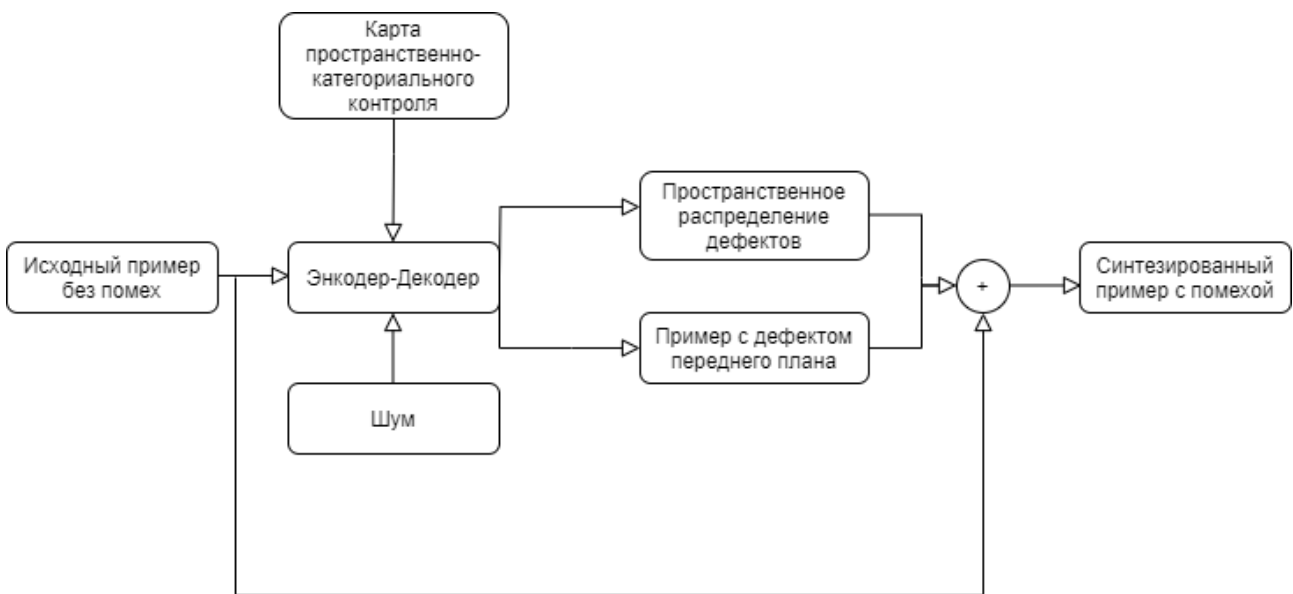 Карта
пространственно-
категориального
контроля
Исходный пример
без помех
Энкодер-Декодер
Шум
Пространственное
распределение
дефектов
Пример с дефектом
переднего плана
+
Синтезированный
пример с помехой